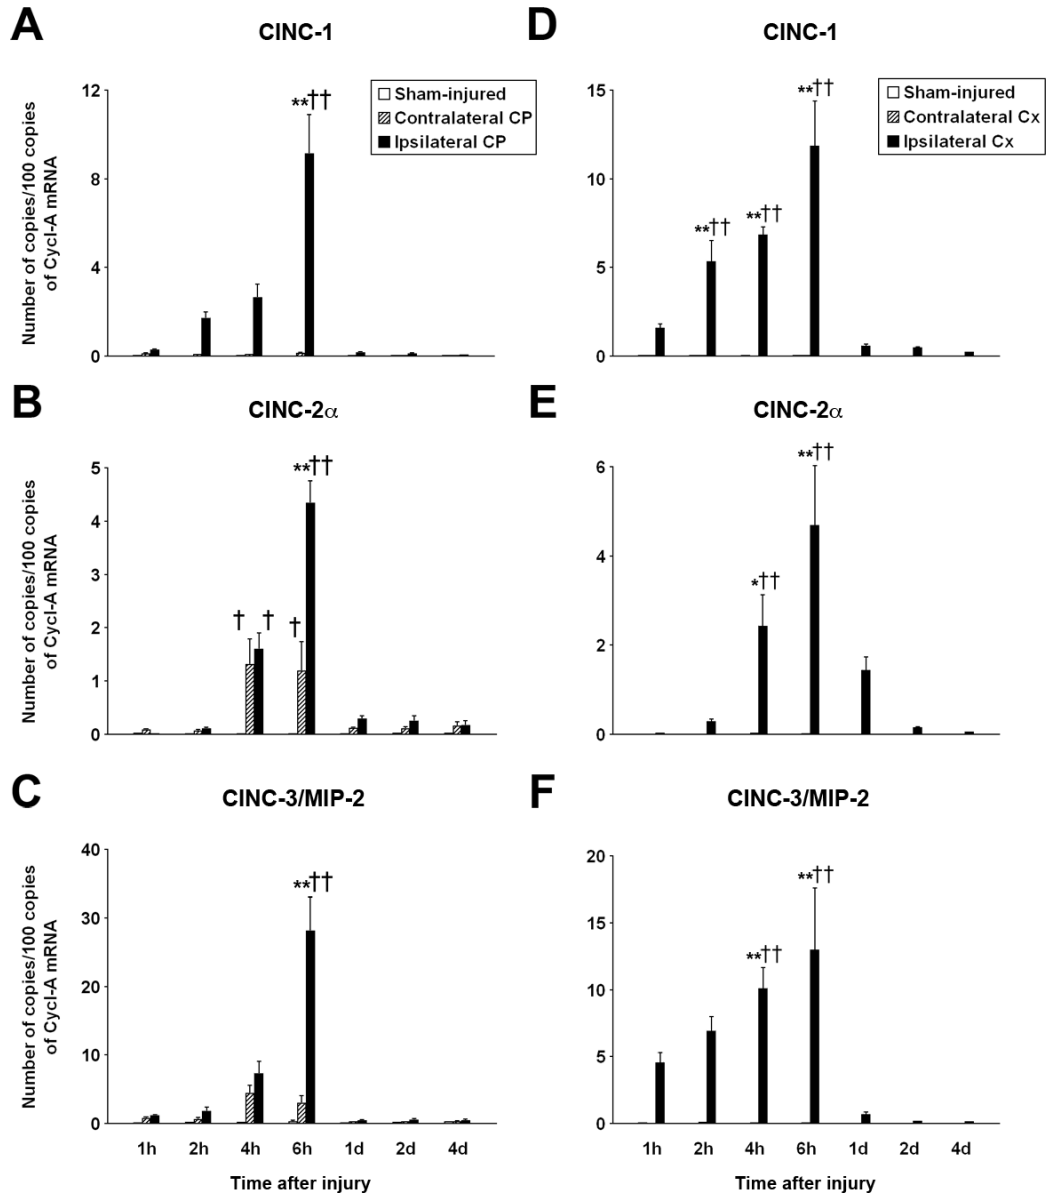 A
CINC-1
Number of copies/100 copies
of Cycl-A mRNA
12
8
4
0
Sham-injured
Contralateral CP
Ipsilateral CP
**††
D
CINC-1
15
10
5
0
Sham-injured
Contralateral Cx
Ipsilateral Cx
**††
**††
**††
B
CINC-2α
Number of copies/100 copies
of Cycl-A mRNA
5
4
3
2
1
0
†
†
†
**††
E
CINC-2α
6
4
2
0
*††
**††
C
CINC-3/MIP-2
Number of copies/100 copies
of Cycl-A mRNA
40
30
20
10
0
**††
1h 2h 4h 6h 1d 2d 4d
Time after injury
F
CINC-3/MIP-2
20
15
10
5
0
**††
**††
1h 2h 4h 6h 1d 2d 4d
Time after injury